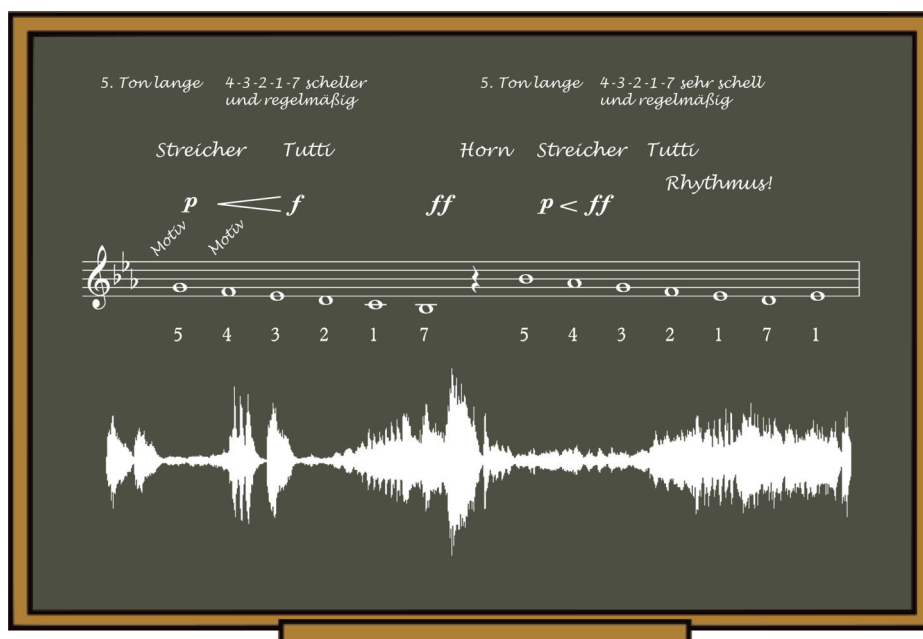 5. Ton lange 4-3-2-1-7 scheller
und regelmäßig
5. Ton lange 4-3-2-1-7 sehr schell
und regelmäßig
Streicher Tutti Horn Streicher Tutti
Rhythmus!
p f ff p < ff
Motiv Motiv
5 4 3 2 1 7 5 4 3 2 1 7 1